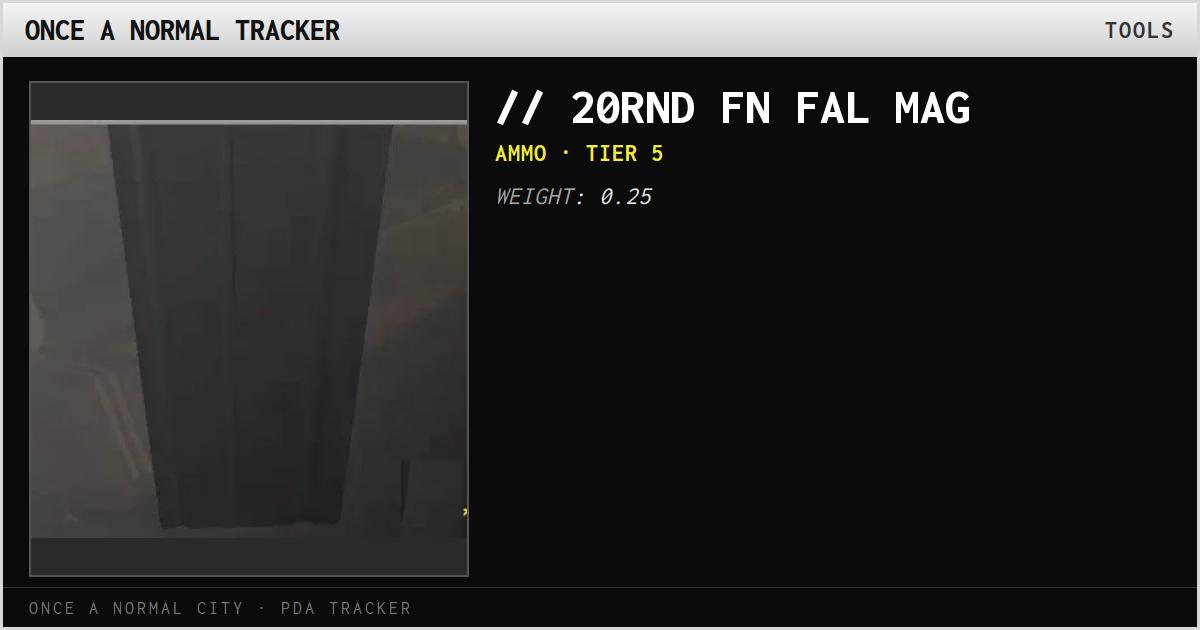 ONCE A NORMAL TRACKER
TOOLS
// 20RND FN FAL MAG
AMMO · TIER 5
WEIGHT: 0.25
ONCE A NORMAL CITY · PDA TRACKER